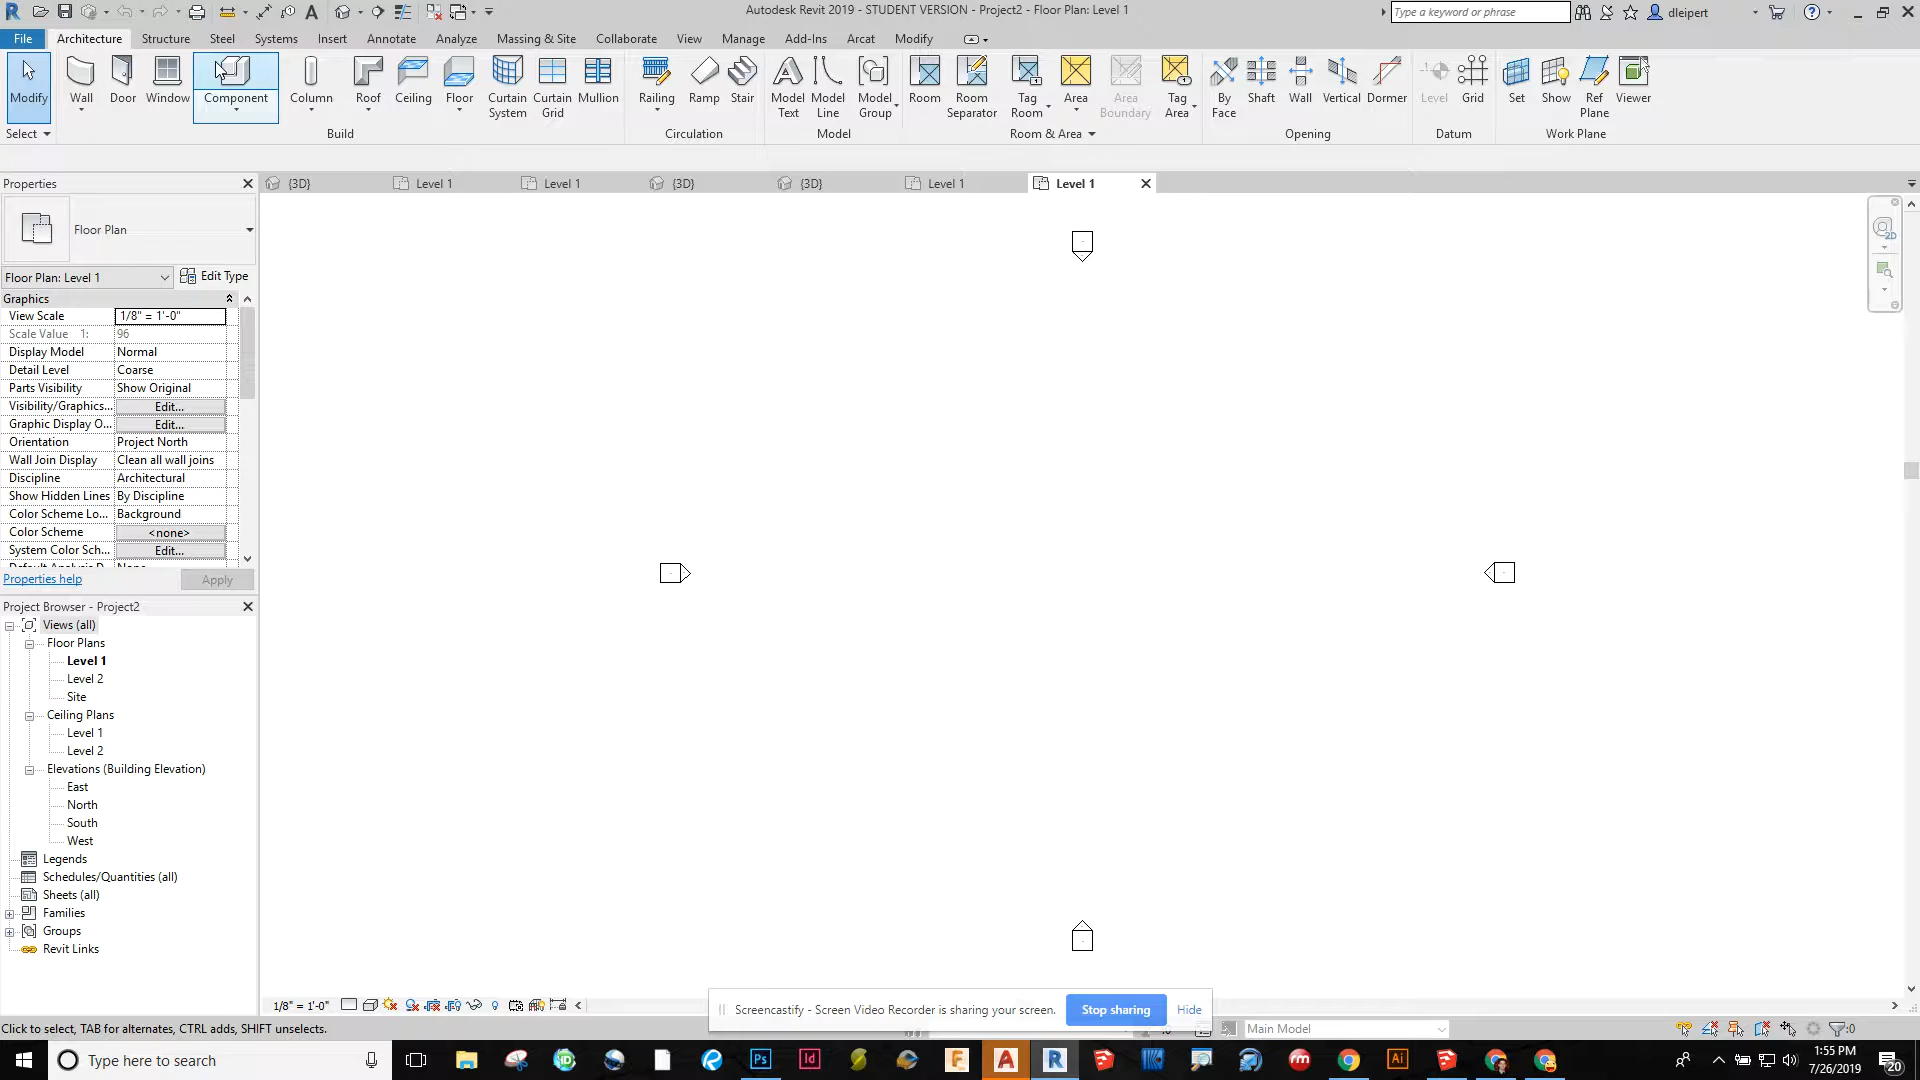 Autodesk Revit 2019 - STUDENT VERSION - Project2 - Floor Plan: Level 1
Type a keyword or phrase
dleipert
File Architecture Structure Steel Systems Insert Annotate Analyze Massing & Site Collaborate View Manage Add-Ins Arcat Modify
Modify Wall Door Window Component Column Roof Ceiling Floor Curtain System Curtain Grid Mullion Railing Ramp Stair Model Text Model Line Model Group Room Room Separator Tag Room Area Area Boundary Tag Area By Face Shaft Wall Vertical Dormer Level Grid Set Show Ref Plane Viewer
Select Build Circulation Model Room & Area Opening Datum Work Plane
Properties
{3D} Level 1 Level 1 {3D} {3D} Level 1 Level 1
Floor Plan
Floor Plan: Level 1 Edit Type
Graphics
View Scale 1/8" = 1'-0"
Scale Value 1: 96
Display Model Normal
Detail Level Coarse
Parts Visibility Show Original
Visibility/Graphics... Edit...
Graphic Display O... Edit...
Orientation Project North
Wall Join Display Clean all wall joins
Discipline Architectural
Show Hidden Lines By Discipline
Color Scheme Lo... Background
Color Scheme <none>
System Color Sch... Edit...
Properties help Apply
Project Browser - Project2
Views (all)
Floor Plans
Level 1
Level 2
Site
Ceiling Plans
Level 1
Level 2
Elevations (Building Elevation)
East
North
South
West
Legends
Schedules/Quantities (all)
Sheets (all)
Families
Groups
Revit Links
1/8" = 1'-0"
Screencastify - Screen Video Recorder is sharing your screen. Stop sharing Hide
Click to select, TAB for alternates, CTRL adds, SHIFT unselects.
Main Model
:0
Type here to search
1:55 PM
7/26/2019
20